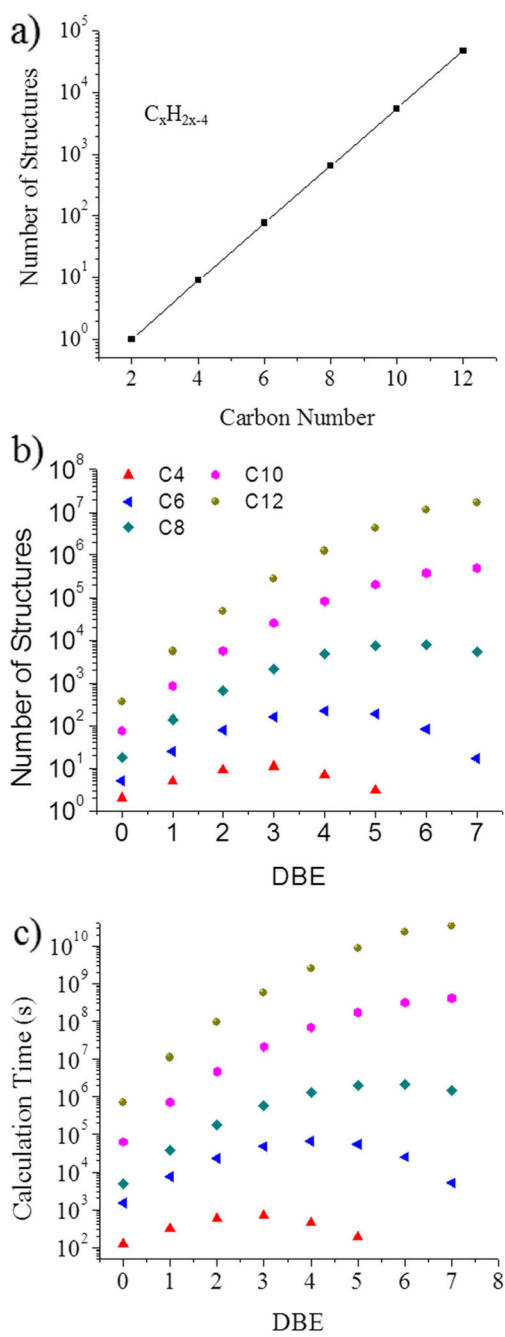 a)
Number of Structures
10^5
10^4
10^3
10^2
10^1
10^0
C_xH_{2x-4}
2 4 6 8 10 12
Carbon Number
b)
Number of Structures
10^8
10^7
10^6
10^5
10^4
10^3
10^2
10^1
10^0
C4 C10
C6 C12
C8
0 1 2 3 4 5 6 7
DBE
c)
Calculation Time (s)
10^10
10^9
10^8
10^7
10^6
10^5
10^4
10^3
10^2
0 1 2 3 4 5 6 7 8
DBE